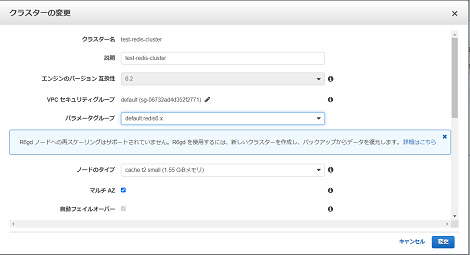 クラスターの変更
クラスター名 test-redis-cluster
説明 test-redis-cluster
エンジンのバージョン 互換性 6.2
VPC セキュリティグループ default (sg-06732ad4d352f2771)
パラメータグループ default.redis6.x
R6gd ノードへの再スケーリングはサポートされていません。R6gd を使用するには、新しいクラスターを作成し、バックアップからデータを復元します。 詳細はこちら
ノードのタイプ cache.t2.small (1.55 GiBメモリ)
マルチ AZ
自動フェイルオーバー
キャンセル 変更